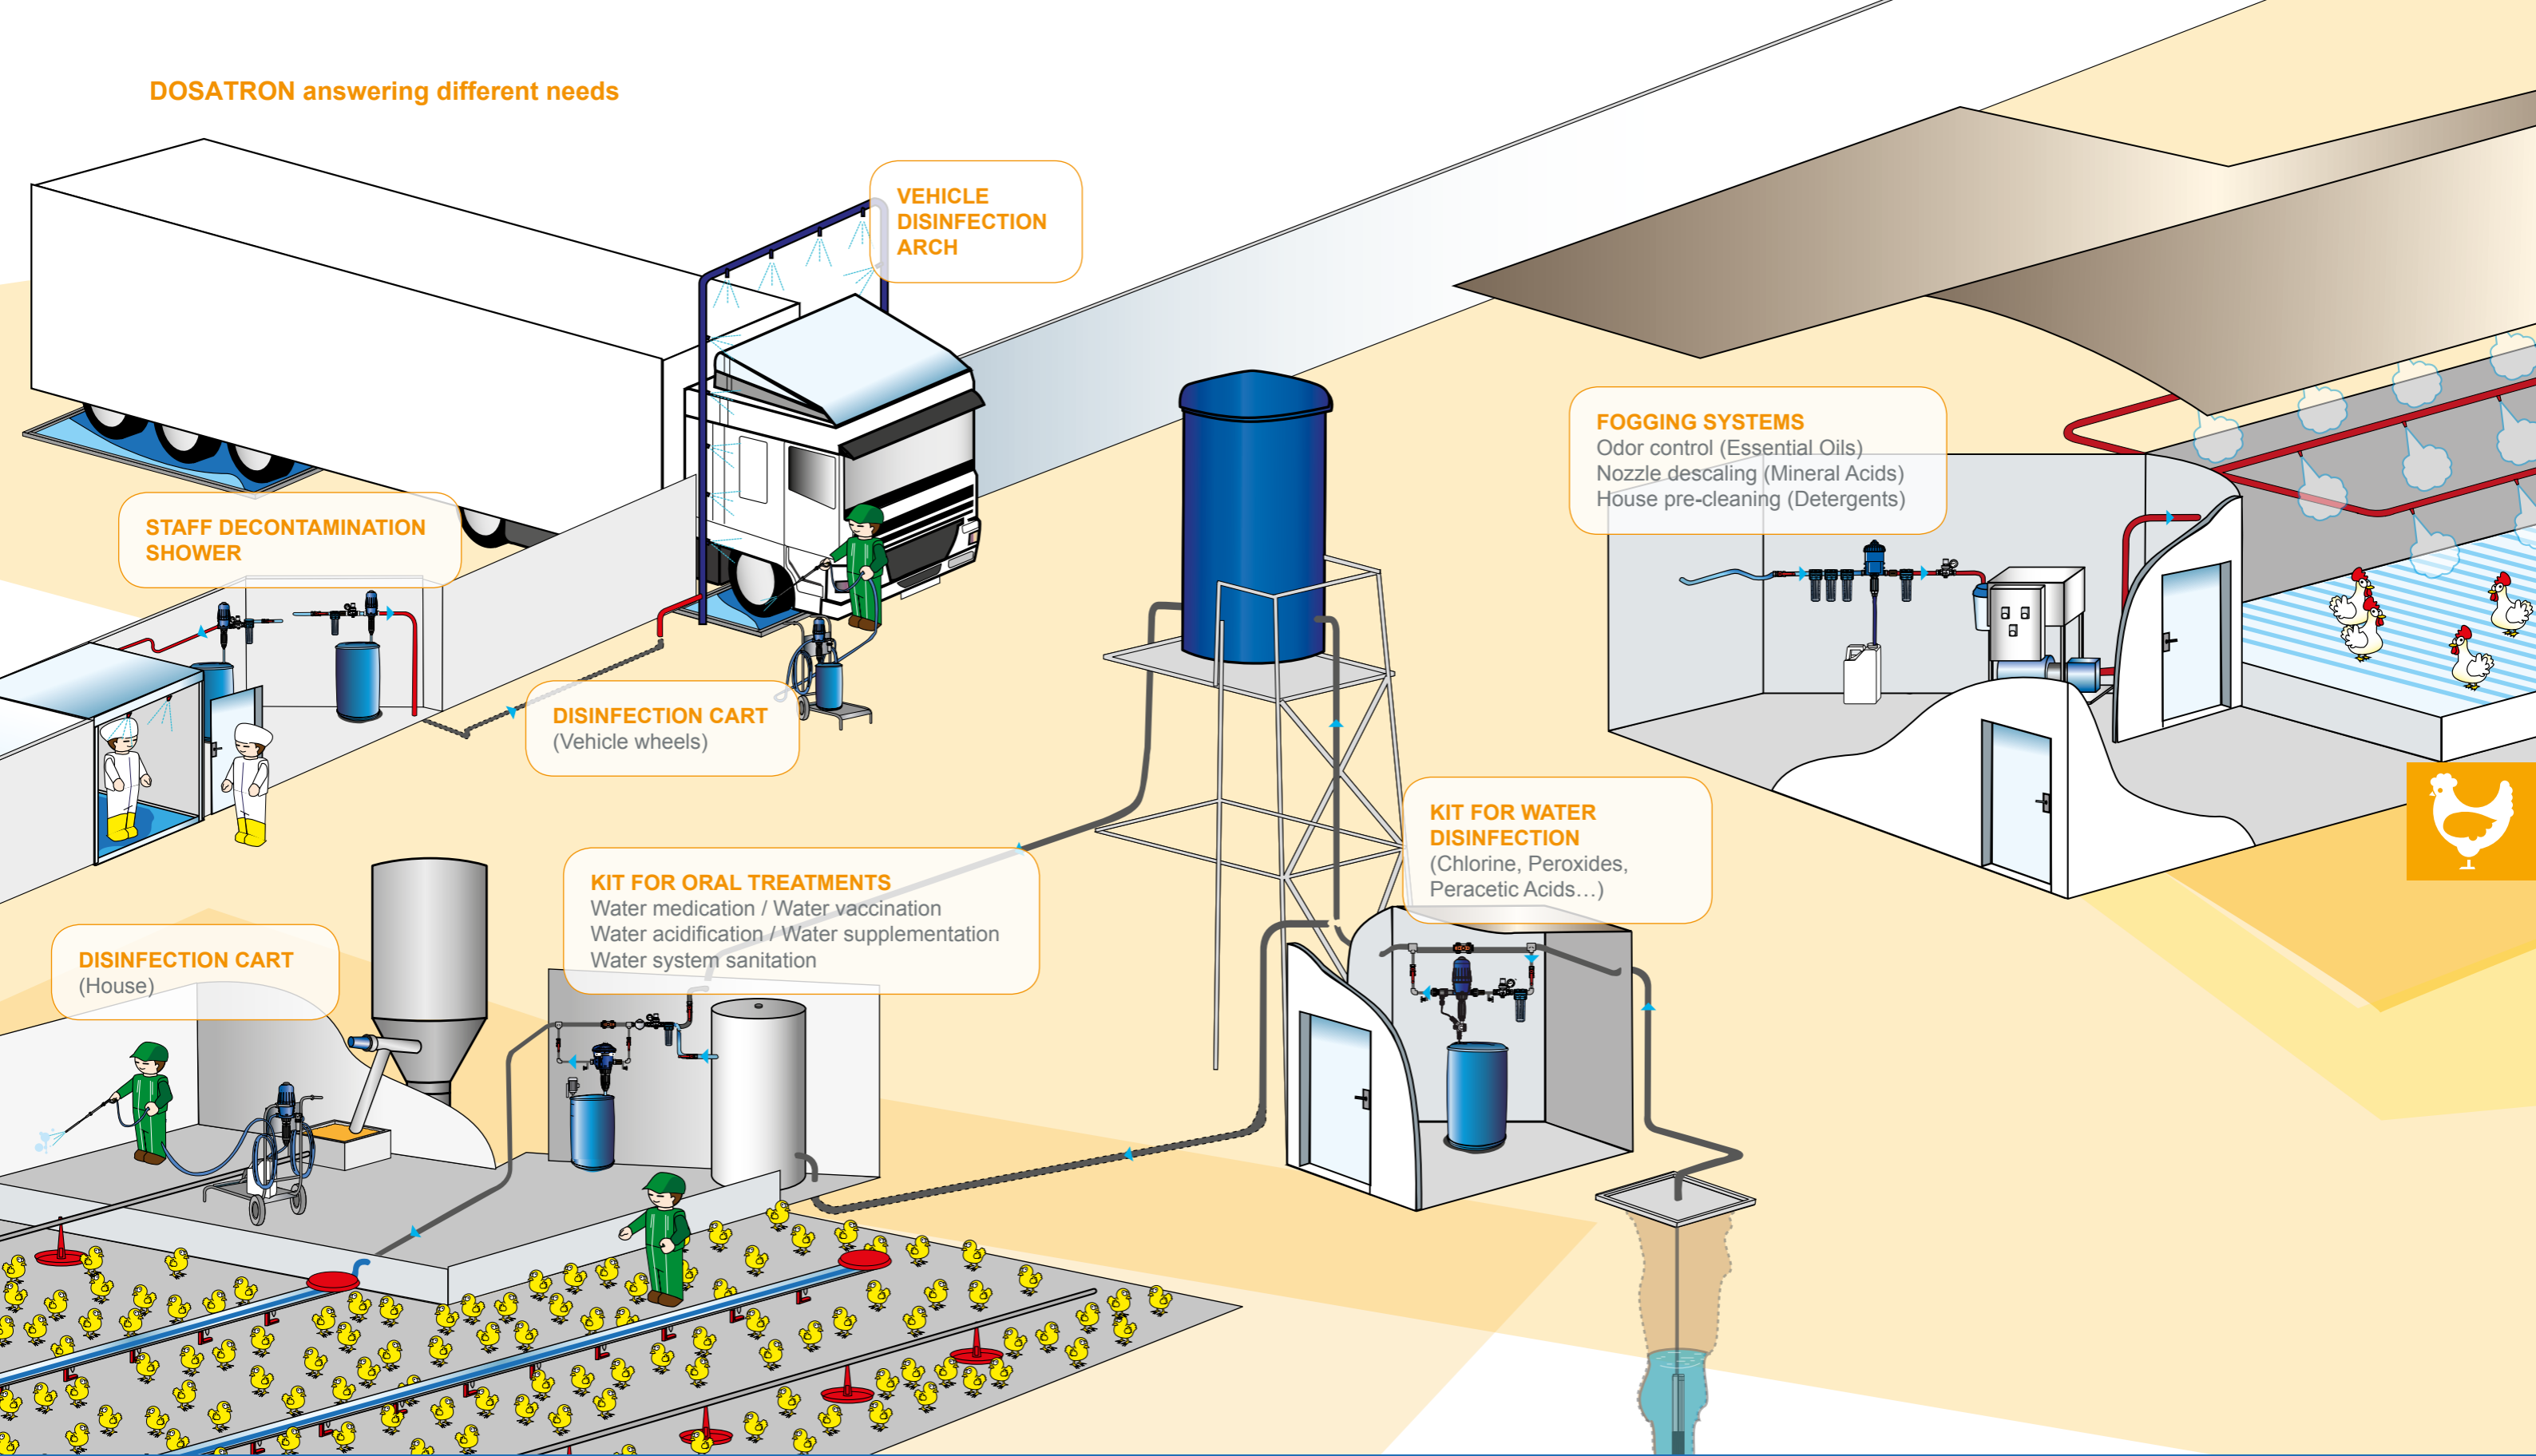 DOSATRON answering different needs
VEHICLE
DISINFECTION
ARCH
STAFF DECONTAMINATION
SHOWER
FOGGING SYSTEMS
Odor control (Essential Oils)
Nozzle descaling (Mineral Acids)
House pre-cleaning (Detergents)
DISINFECTION CART
(Vehicle wheels)
KIT FOR WATER
DISINFECTION
(Chlorine, Peroxides,
Peracetic Acids…)
KIT FOR ORAL TREATMENTS
Water medication / Water vaccination
Water acidification / Water supplementation
Water system sanitation
DISINFECTION CART
(House)